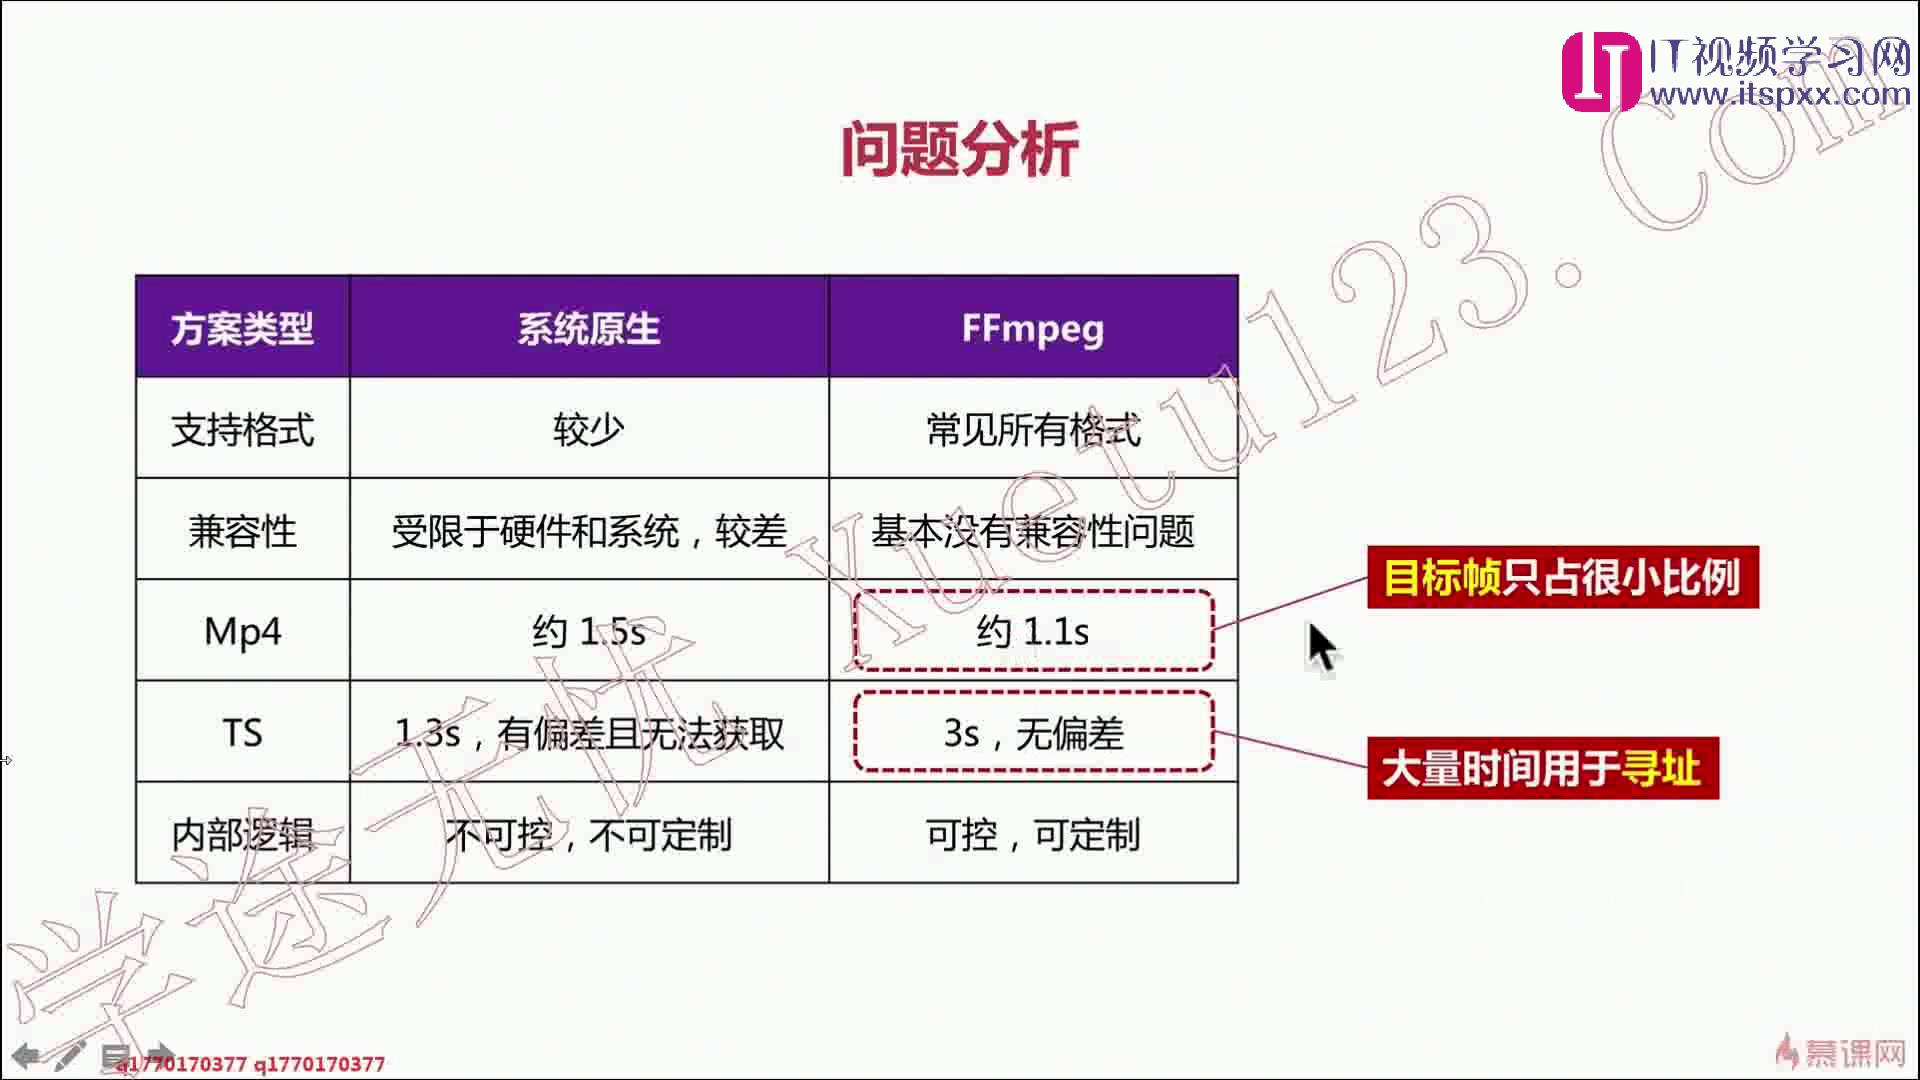 IT视频学习网
www.itspxx.com
问题分析
方案类型 系统原生 FFmpeg
支持格式 较少 常见所有格式
兼容性 受限于硬件和系统，较差 基本没有兼容性问题
Mp4 约 1.5s 约 1.1s
目标帧只占很小比例
TS 1.3s，有偏差且无法获取 3s，无偏差
大量时间用于寻址
内部逻辑 不可控，不可定制 可控，可定制
学途无忧 Xuetu123.Com
q1770170377 q1770170377
慕课网